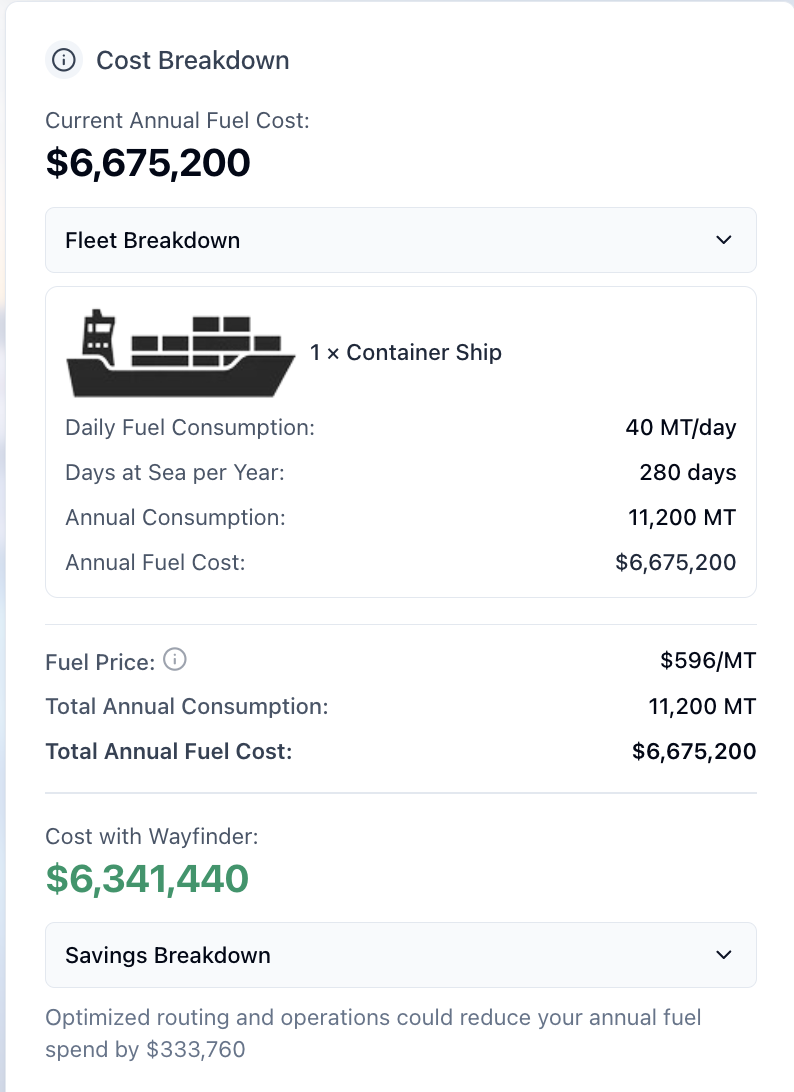 Cost Breakdown
Current Annual Fuel Cost:
$6,675,200
Fleet Breakdown
1 × Container Ship
Daily Fuel Consumption: 40 MT/day
Days at Sea per Year: 280 days
Annual Consumption: 11,200 MT
Annual Fuel Cost: $6,675,200
Fuel Price: $596/MT
Total Annual Consumption: 11,200 MT
Total Annual Fuel Cost: $6,675,200
Cost with Wayfinder:
$6,341,440
Savings Breakdown
Optimized routing and operations could reduce your annual fuel
spend by $333,760